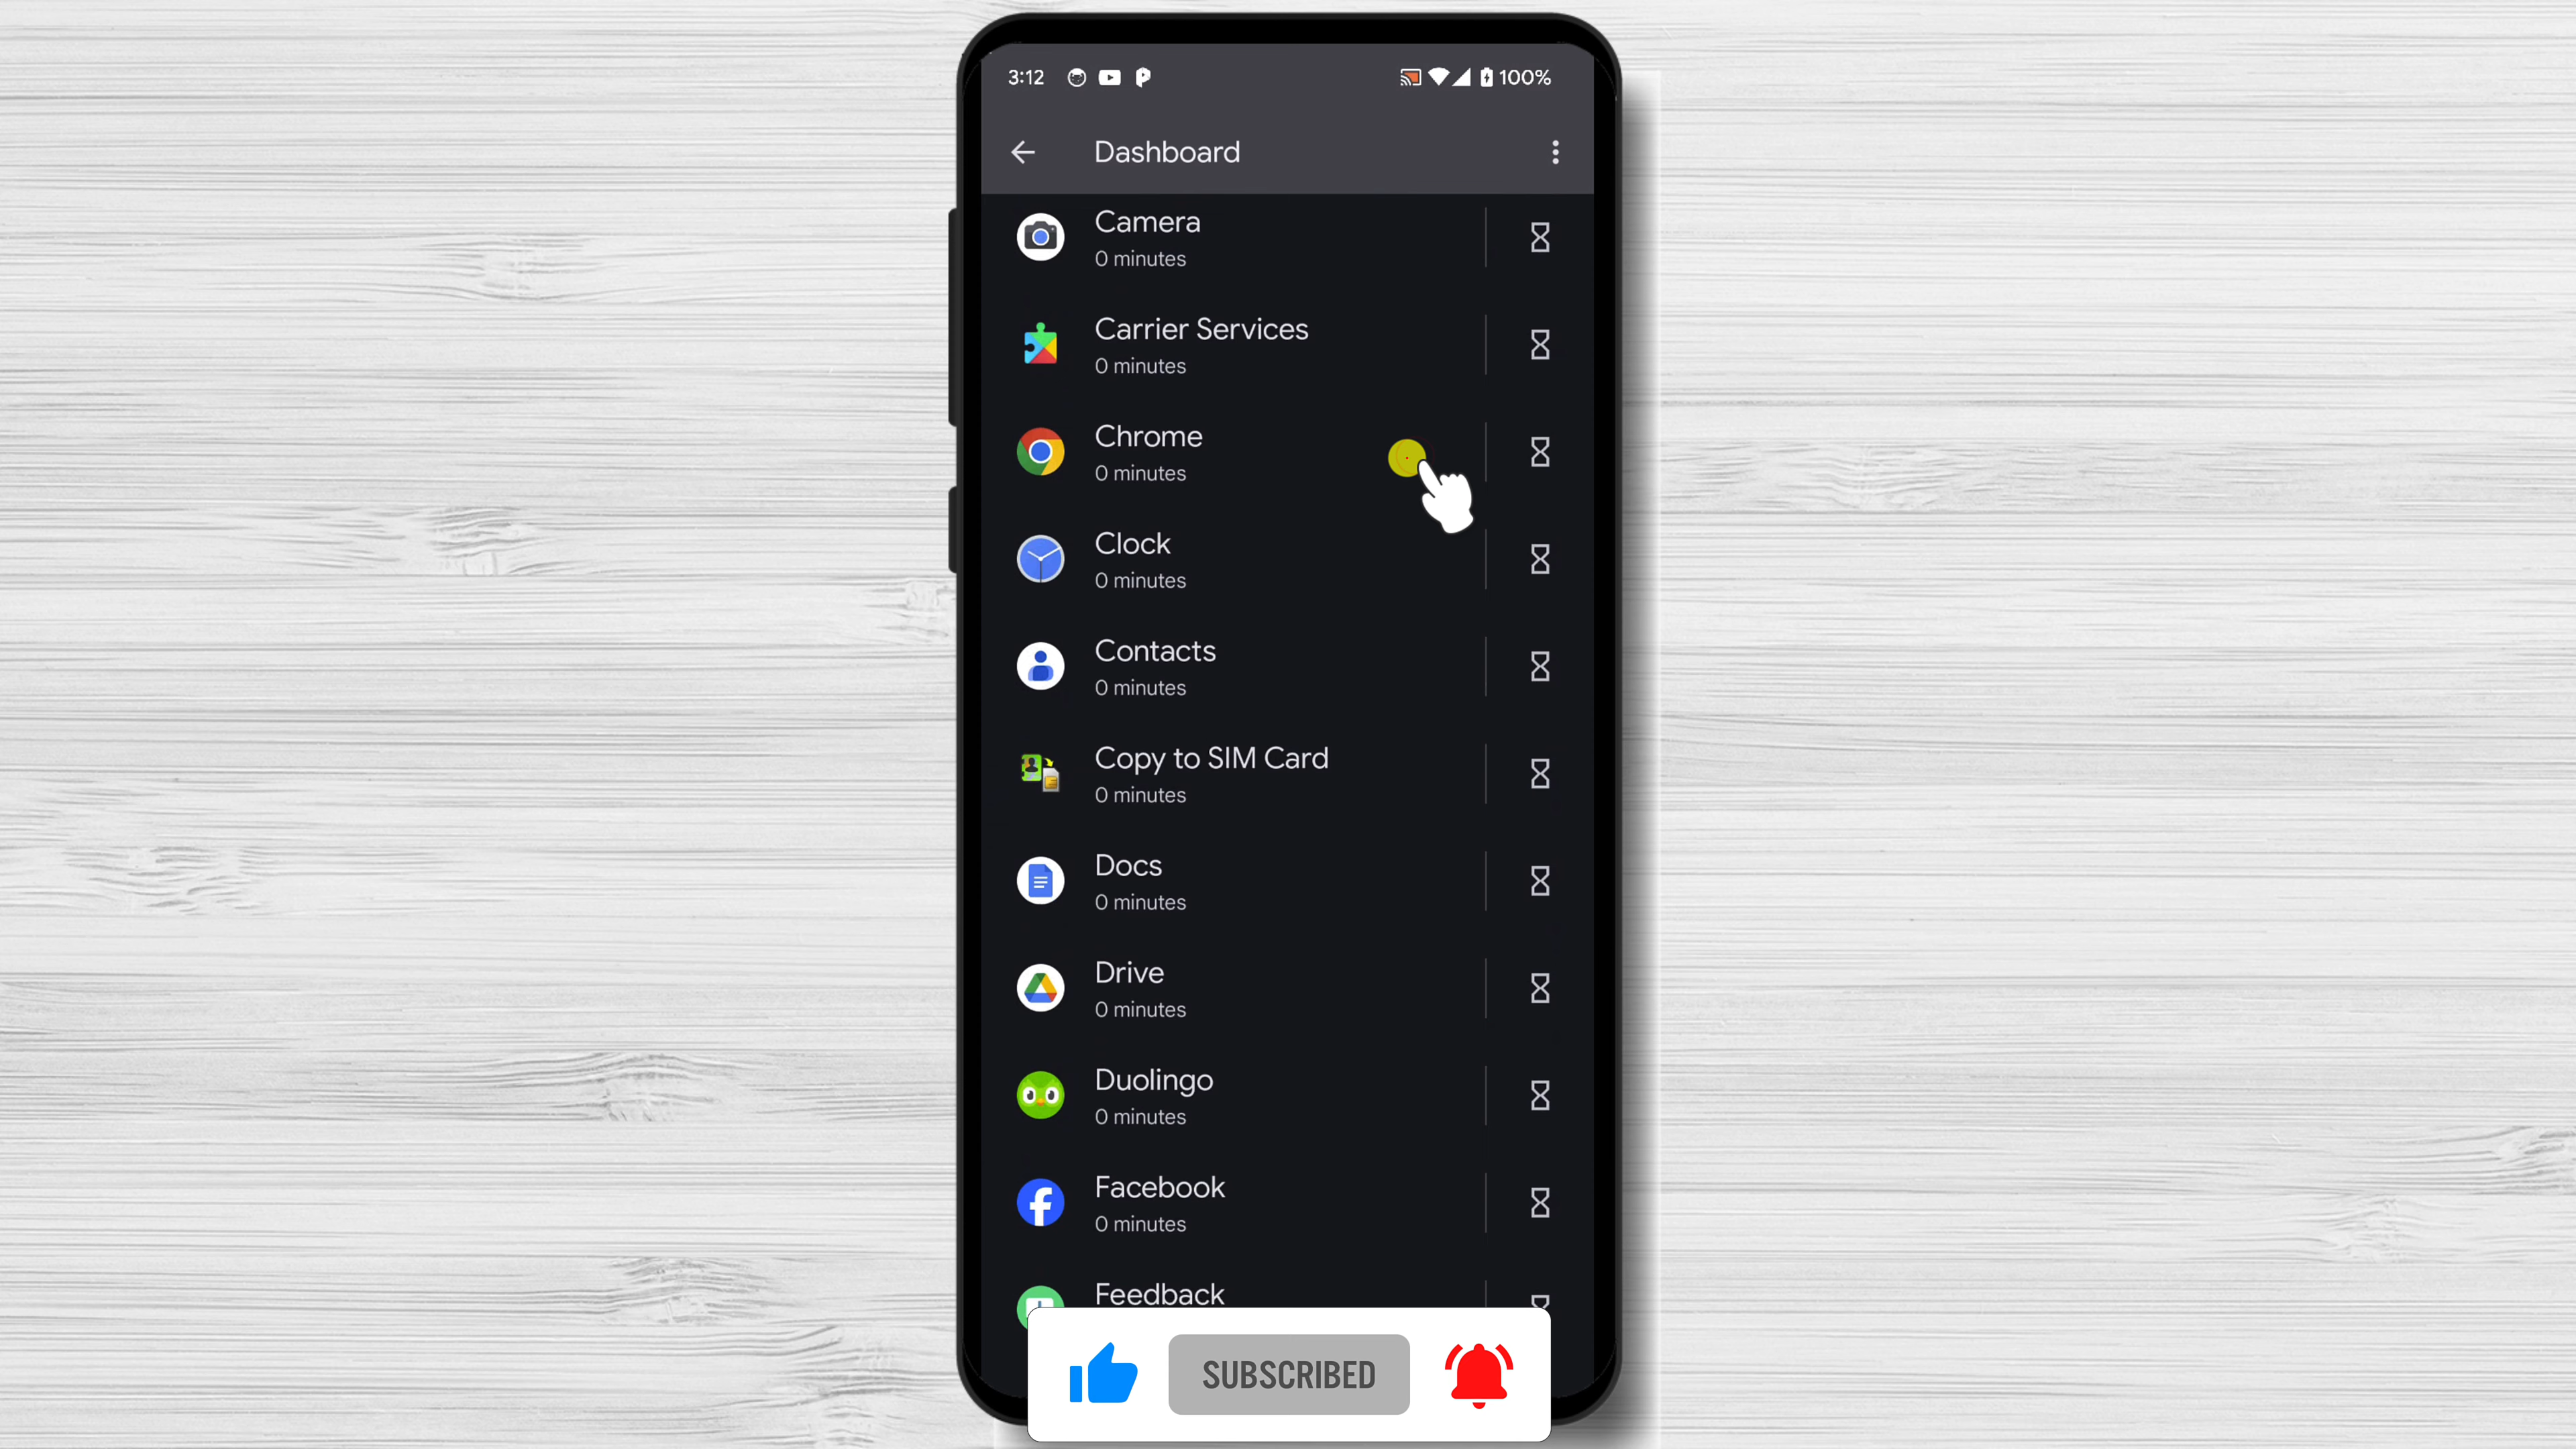 3:12 100%
Dashboard
Camera
0 minutes
Carrier Services
0 minutes
Chrome
0 minutes
Clock
0 minutes
Contacts
0 minutes
Copy to SIM Card
0 minutes
Docs
0 minutes
Drive
0 minutes
Duolingo
0 minutes
Facebook
0 minutes
Feedback
SUBSCRIBED